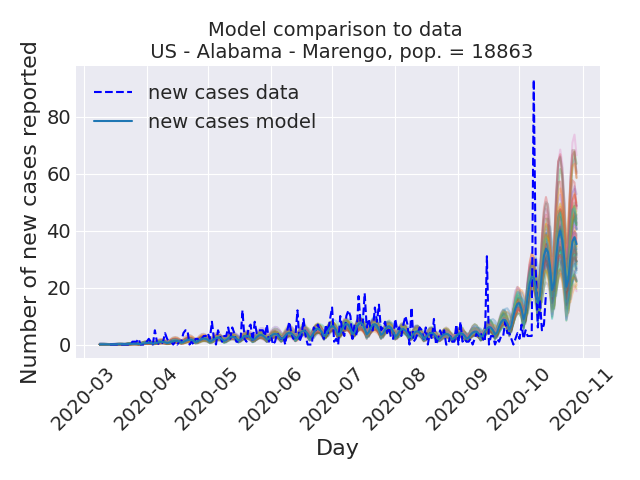 Model comparison to data
US - Alabama - Marengo, pop. = 18863
Number of new cases reported
80
60
40
20
0
new cases data
new cases model
2020-03
2020-04
2020-05
2020-06
2020-07
2020-08
2020-09
2020-10
2020-11
Day